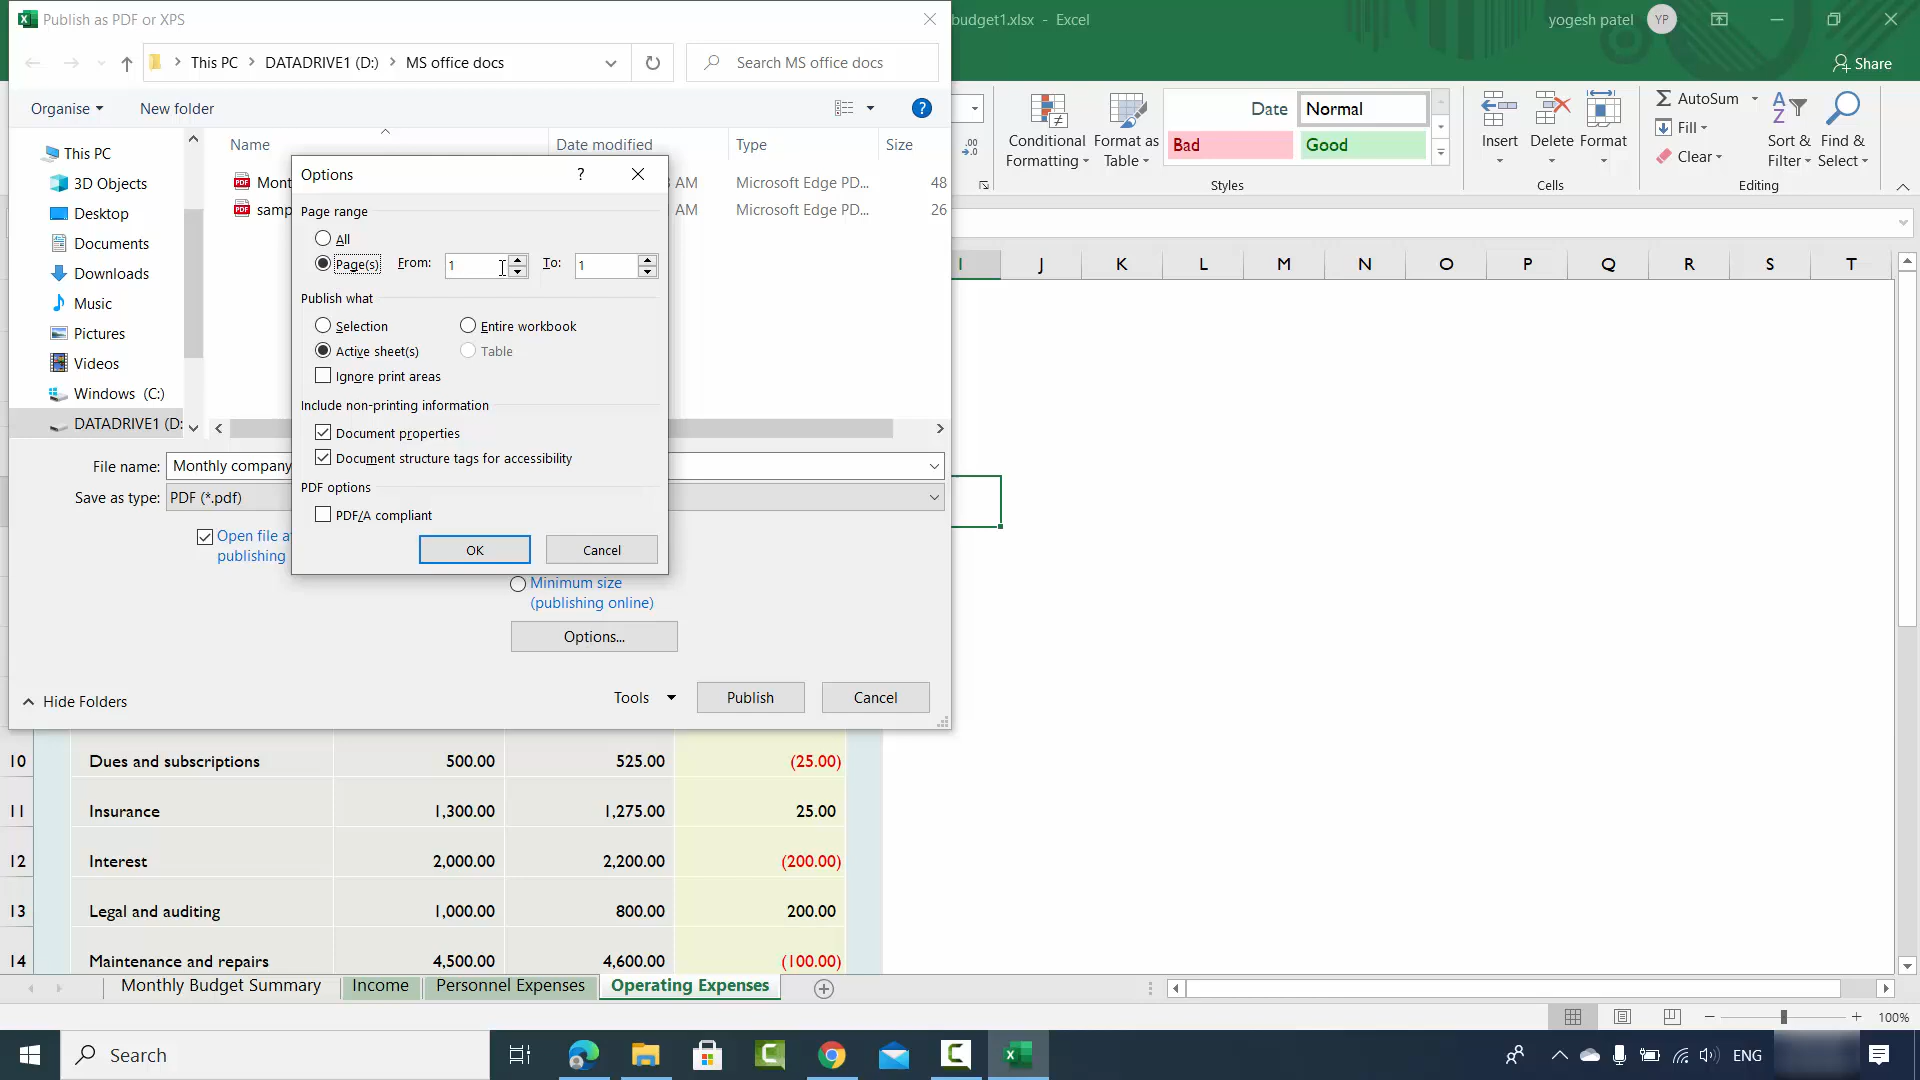 Publish as PDF or XPS
budget1.xlsx - Excel
yogesh patel YP
This PC DATADRIVE1 (D:) MS office docs
Search MS office docs
Share
Organise New folder
?
Name Date modified Type Size
This PC
3D Objects
Desktop
Documents
Downloads
Music
Pictures
Videos
Windows (C:)
DATADRIVE1 (D:
PDF Mont AM Microsoft Edge PD... 48
PDF samp AM Microsoft Edge PD... 26
Options ?
Page range
All
Page(s) From: 1 To: 1
Publish what
Selection Entire workbook
Active sheet(s) Table
Ignore print areas
Include non-printing information
Document properties
Document structure tags for accessibility
PDF options
PDF/A compliant
OK Cancel
File name: Monthly company
Save as type: PDF (*.pdf)
Open file a
publishing
Minimum size
(publishing online)
Options...
Hide Folders
Tools Publish Cancel
.00
Conditional
Formatting
Format as
Table
Date Normal
Bad Good
Styles
Insert Delete Format
Cells
AutoSum
Fill
Clear
Sort &
Filter
Find &
Select
Editing
I J K L M N O P Q R S T
10 Dues and subscriptions 500.00 525.00 (25.00)
11 Insurance 1,300.00 1,275.00 25.00
12 Interest 2,000.00 2,200.00 (200.00)
13 Legal and auditing 1,000.00 800.00 200.00
14 Maintenance and repairs 4,500.00 4,600.00 (100.00)
Monthly Budget Summary Income Personnel Expenses Operating Expenses
100%
Search
ENG